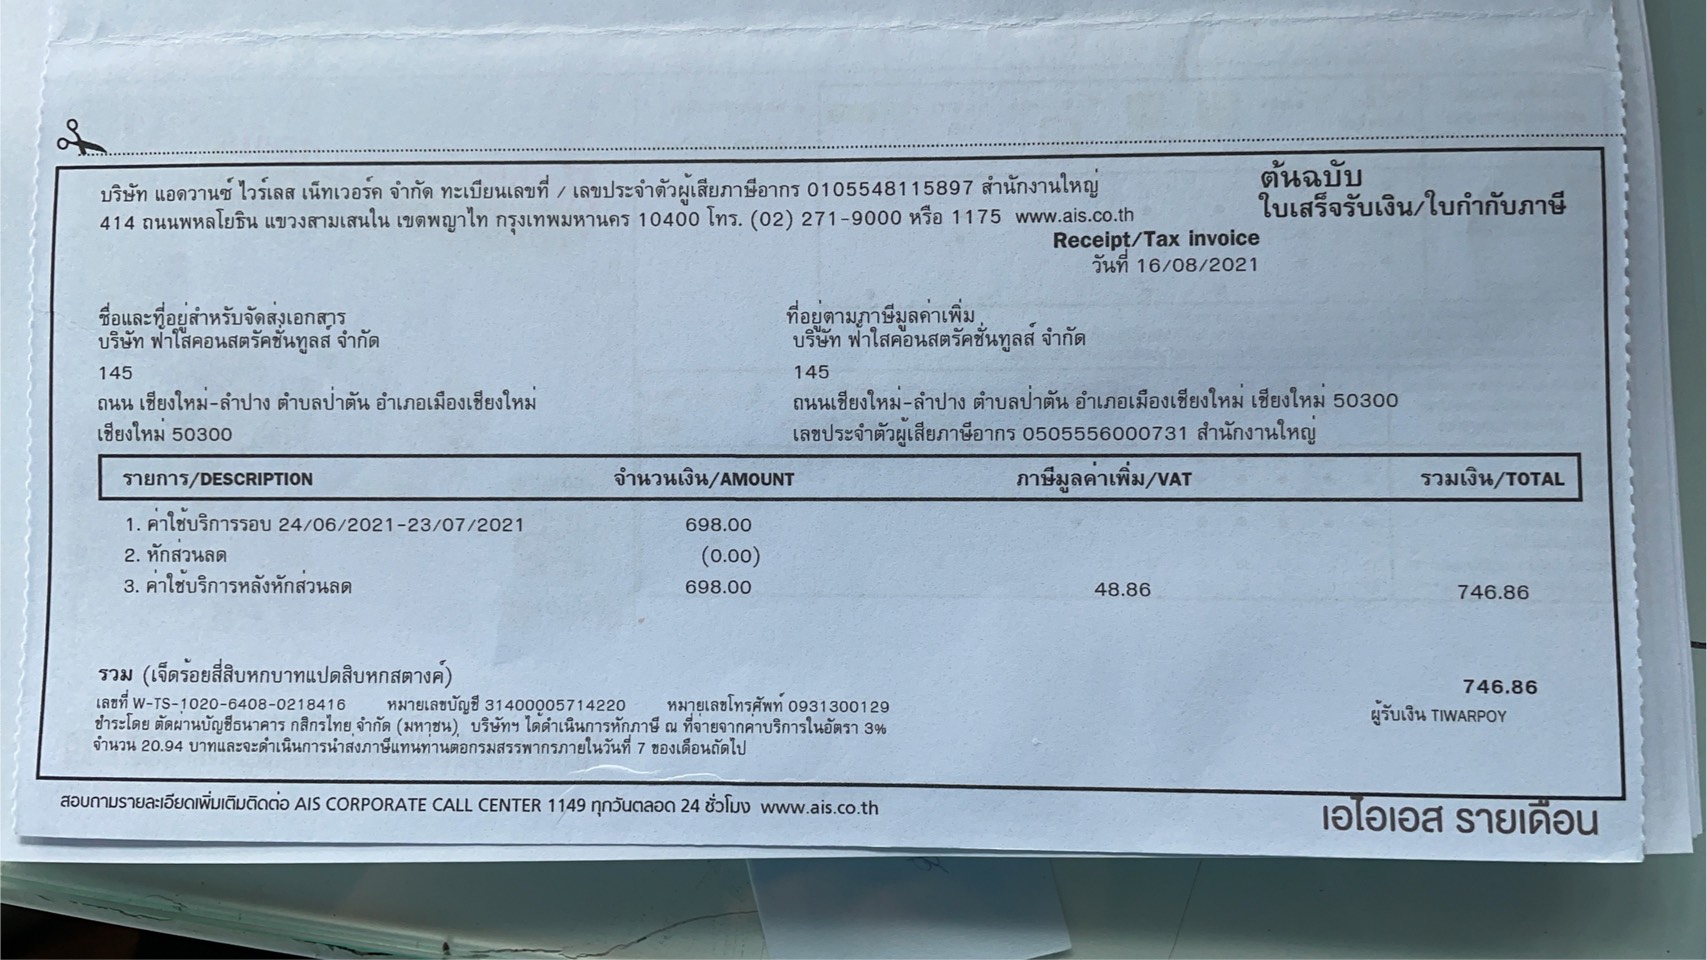 บริษัท แอดวานซ์ ไวร์เลส เน็ทเวอร์ค จำกัด ทะเบียนเลขที่ / เลขประจำตัวผู้เสียภาษีอากร 0105548115897 สำนักงานใหญ่
414 ถนนพหลโยธิน แขวงสามเสนใน เขตพญาไท กรุงเทพมหานคร 10400 โทร. (02) 271-9000 หรือ 1175 www.ais.co.th
ต้นฉบับ
ใบเสร็จรับเงิน/ใบกำกับภาษี
Receipt/Tax invoice
วันที่ 16/08/2021
ชื่อและที่อยู่สำหรับจัดส่งเอกสาร
บริษัท ฟ้าใสคอนสตรัคชั่นทูลส์ จำกัด
145
ถนน เชียงใหม่-ลำปาง ตำบลป่าตัน อำเภอเมืองเชียงใหม่
เชียงใหม่ 50300
ที่อยู่ตามภาษีมูลค่าเพิ่ม
บริษัท ฟ้าใสคอนสตรัคชั่นทูลส์ จำกัด
145
ถนนเชียงใหม่-ลำปาง ตำบลป่าตัน อำเภอเมืองเชียงใหม่ เชียงใหม่ 50300
เลขประจำตัวผู้เสียภาษีอากร 0505556000731 สำนักงานใหญ่
รายการ/DESCRIPTION จำนวนเงิน/AMOUNT ภาษีมูลค่าเพิ่ม/VAT รวมเงิน/TOTAL
1. ค่าใช้บริการรอบ 24/06/2021-23/07/2021 698.00
2. หักส่วนลด (0.00)
3. ค่าใช้บริการหลังหักส่วนลด 698.00 48.86 746.86
รวม (เจ็ดร้อยสี่สิบหกบาทแปดสิบหกสตางค์) 746.86
เลขที่ W-TS-1020-6408-0218416 หมายเลขบัญชี 31400005714220 หมายเลขโทรศัพท์ 0931300129
ผู้รับเงิน TIWARPOY
ชำระโดย ตัดผ่านบัญชีธนาคาร กสิกรไทย จำกัด (มหาชน) บริษัทฯ ได้ดำเนินการหักภาษี ณ ที่จ่ายจากค่าบริการในอัตรา 3%
จำนวน 20.94 บาทและจะดำเนินการนำส่งภาษีแทนท่านต่อกรมสรรพากรภายในวันที่ 7 ของเดือนถัดไป
สอบถามรายละเอียดเพิ่มเติมติดต่อ AIS CORPORATE CALL CENTER 1149 ทุกวันตลอด 24 ชั่วโมง www.ais.co.th
เอไอเอส รายเดือน